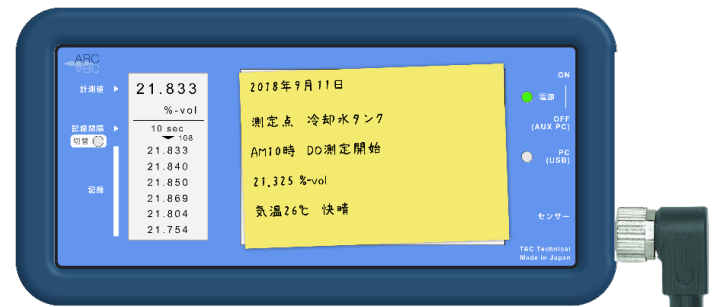 ARC
計測値
21.833
%-vol
記録間隔
10 sec
切替
108
記録
21.833
21.840
21.850
21.869
21.804
21.754
2018年9月11日
測定点 冷却水タンク
AM10時 DO測定開始
21.325 %-vol
気温26℃ 快晴
ON
電源
OFF
(AUX PC)
PC
(USB)
センサー
T&C Technical
Made in Japan